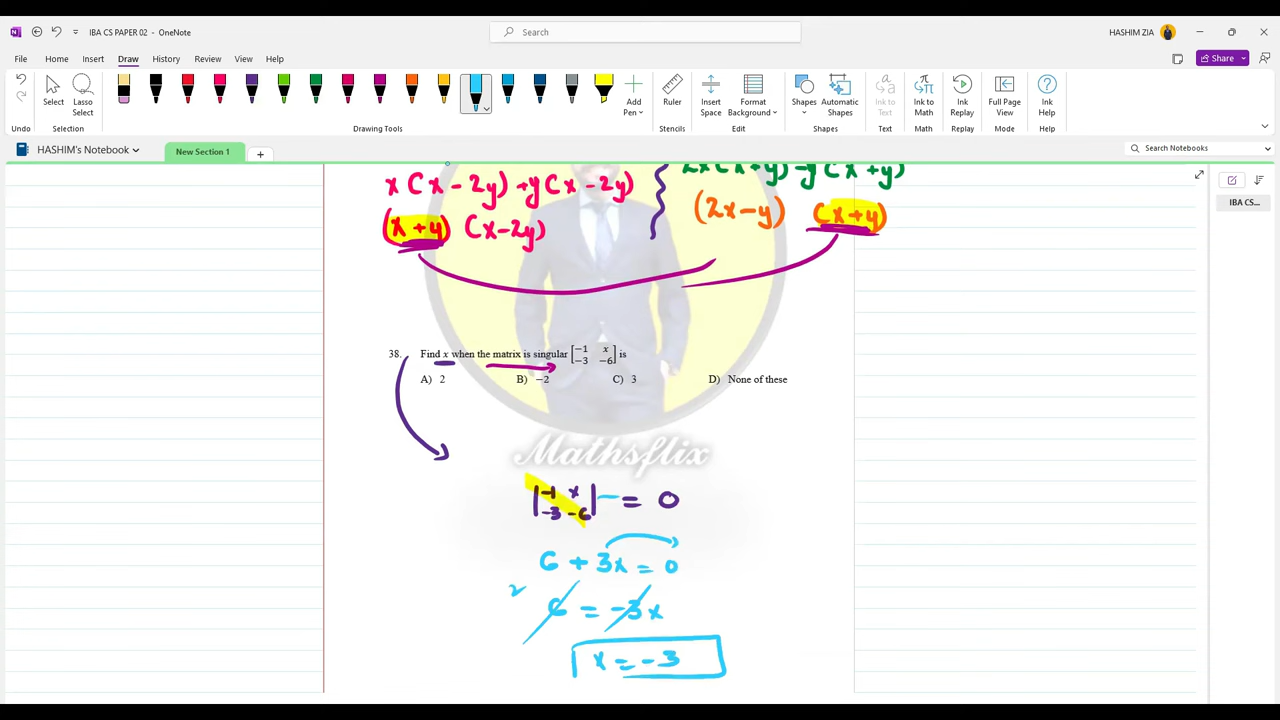 IBA CS PAPER 02 - OneNote
Search
HASHIM ZIA
File Home Insert Draw History Review View Help
Share
Undo
Select
Lasso Select
Selection
Drawing Tools
Add Pen
Ruler
Stencils
Insert Space
Format Background
Edit
Shapes
Automatic Shapes
Shapes
Ink to Text
Text
Ink to Math
Math
Ink Replay
Replay
Full Page View
Mode
Ink Help
Help
HASHIM's Notebook
New Section 1
+
Search Notebooks
IBA CS...
x(x-2y)+y(x-2y)
2x(x+y)-y(x+y)
(x+y) (x-2y)
(2x-y) (x+y)
38. Find x when the matrix is singular [−1 x
−3 −6] is
A) 2 B) −2 C) 3 D) None of these
Mathsflix
|-1 x
-3 -6| = 0
6 + 3x = 0
2
6 = -3x
x = -3